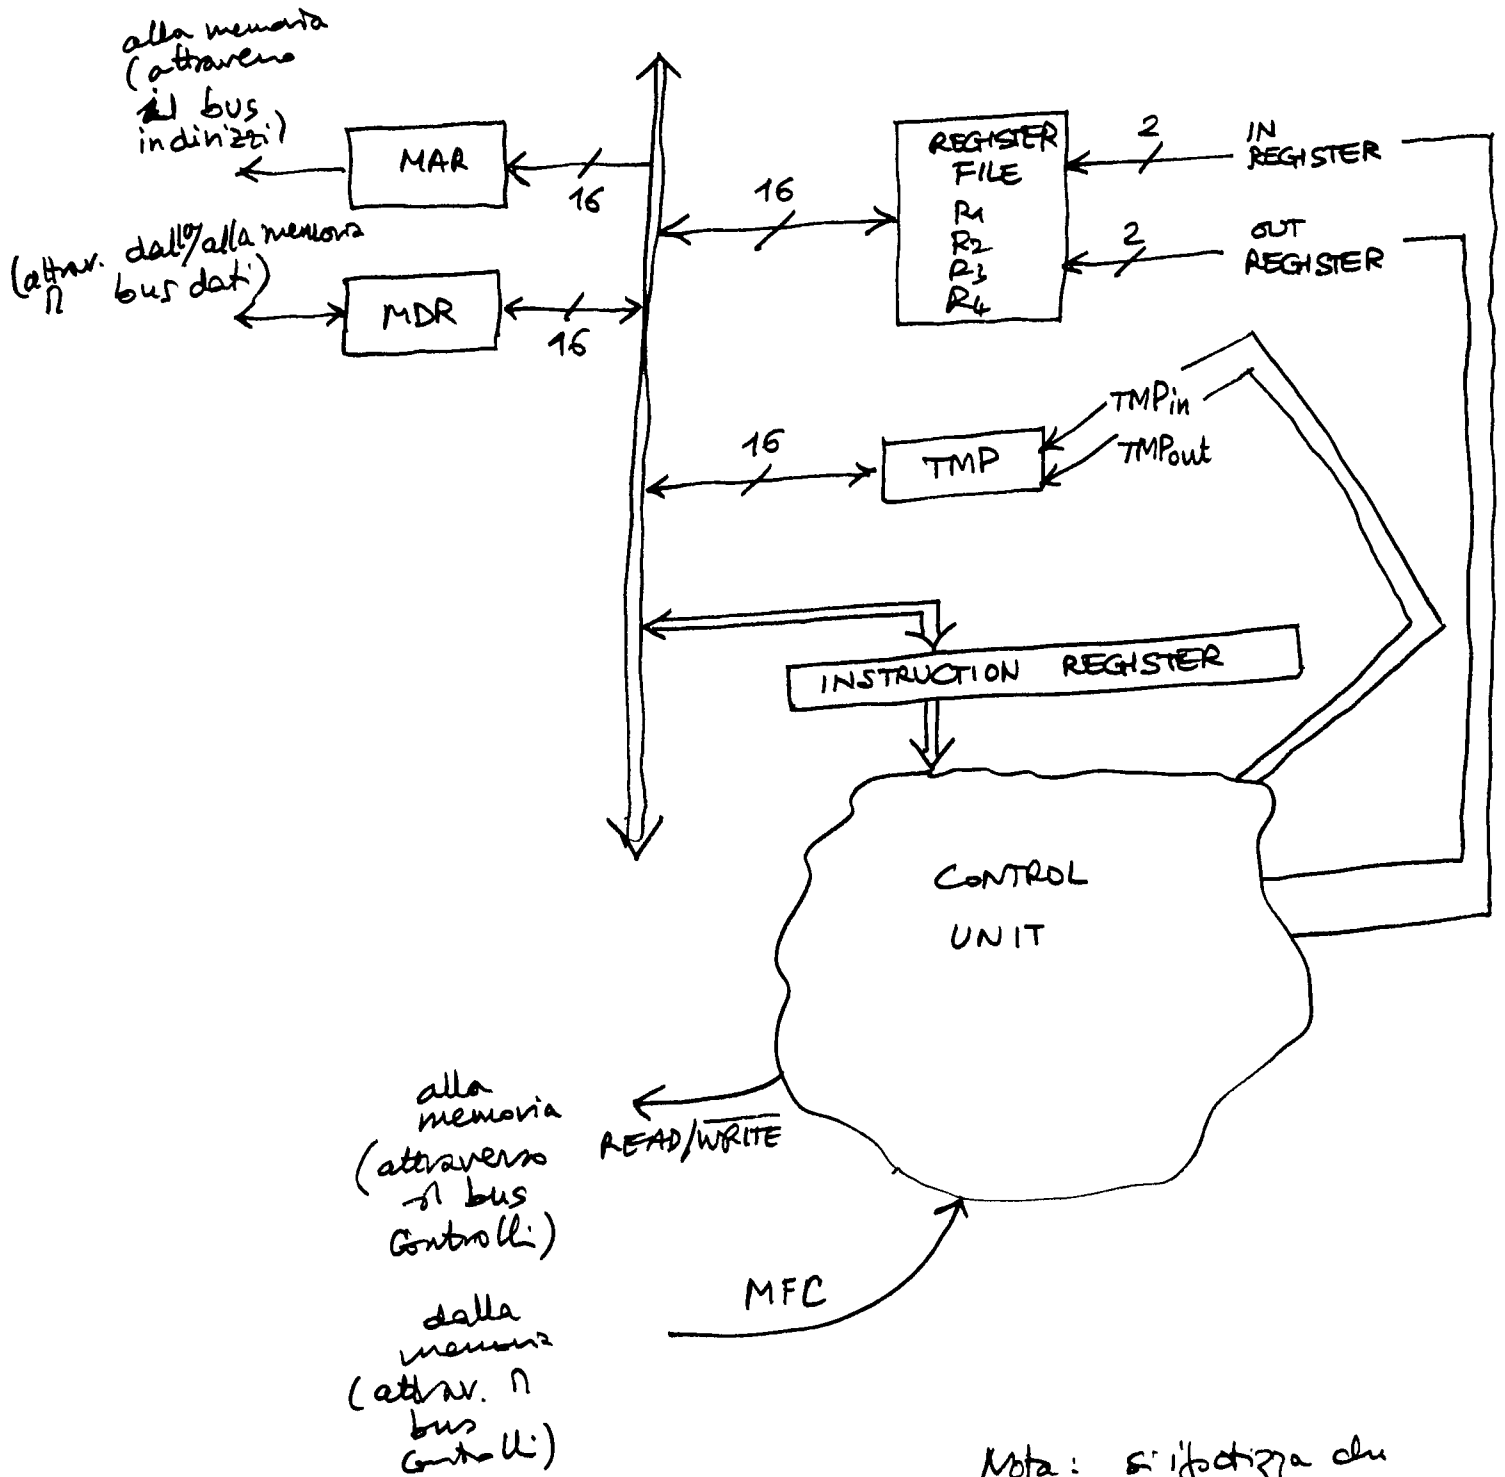 alla memoria
(attraverso
il bus
indirizzi)
MAR
16
dall'/alla memoria
(attrav. il bus dati)
MDR
16
16
REGISTER
FILE
R1
R2
R3
R4
2
IN
REGISTER
2
OUT
REGISTER
16
TMP
TMPin
TMPout
INSTRUCTION REGISTER
CONTROL
UNIT
alla
memoria
(attraverso
il bus
Controlli)
READ/WRITE
MFC
dalla
memoria
(attrav. il
bus
Controlli)
Nota: si ipotizza che